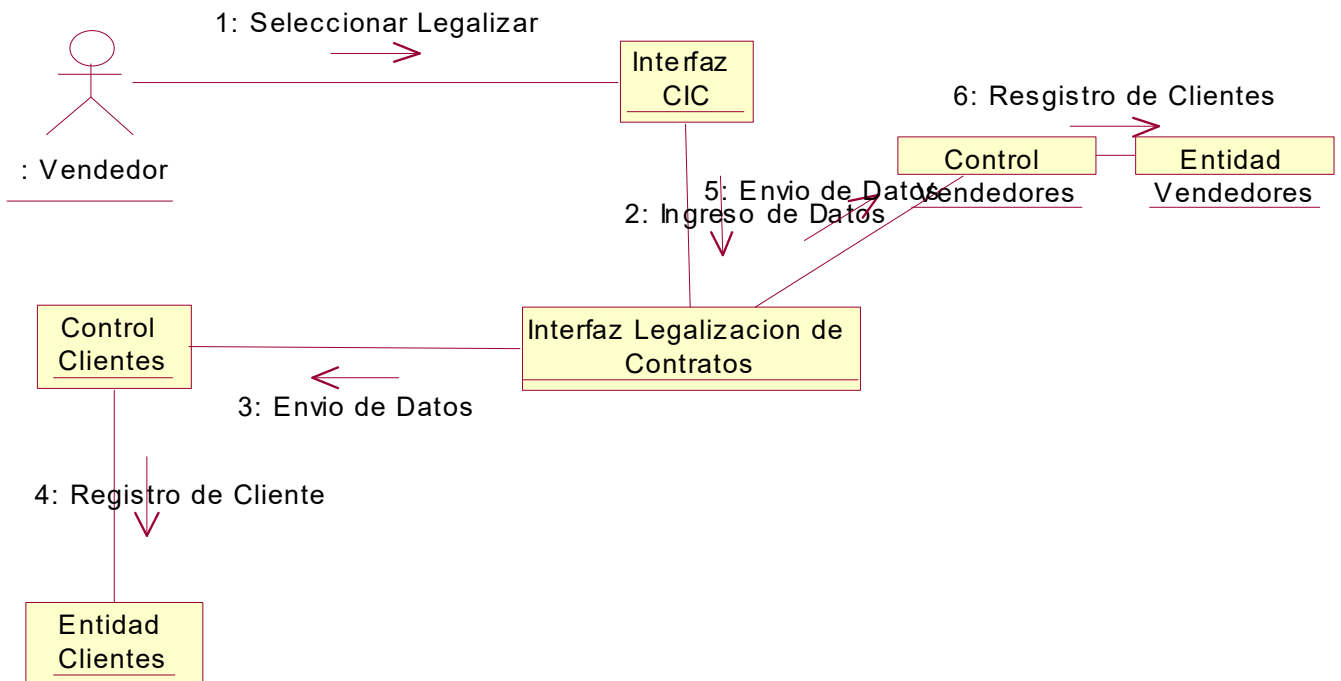 1: Seleccionar Legalizar
Interfaz
CIC
6: Resgistro de Clientes
: Vendedor
Control
Vendedores
Entidad
Vendedores
5: Envio de Datos
2: Ingreso de Datos
Control
Clientes
Interfaz Legalizacion de
Contratos
3: Envio de Datos
4: Registro de Cliente
Entidad
Clientes